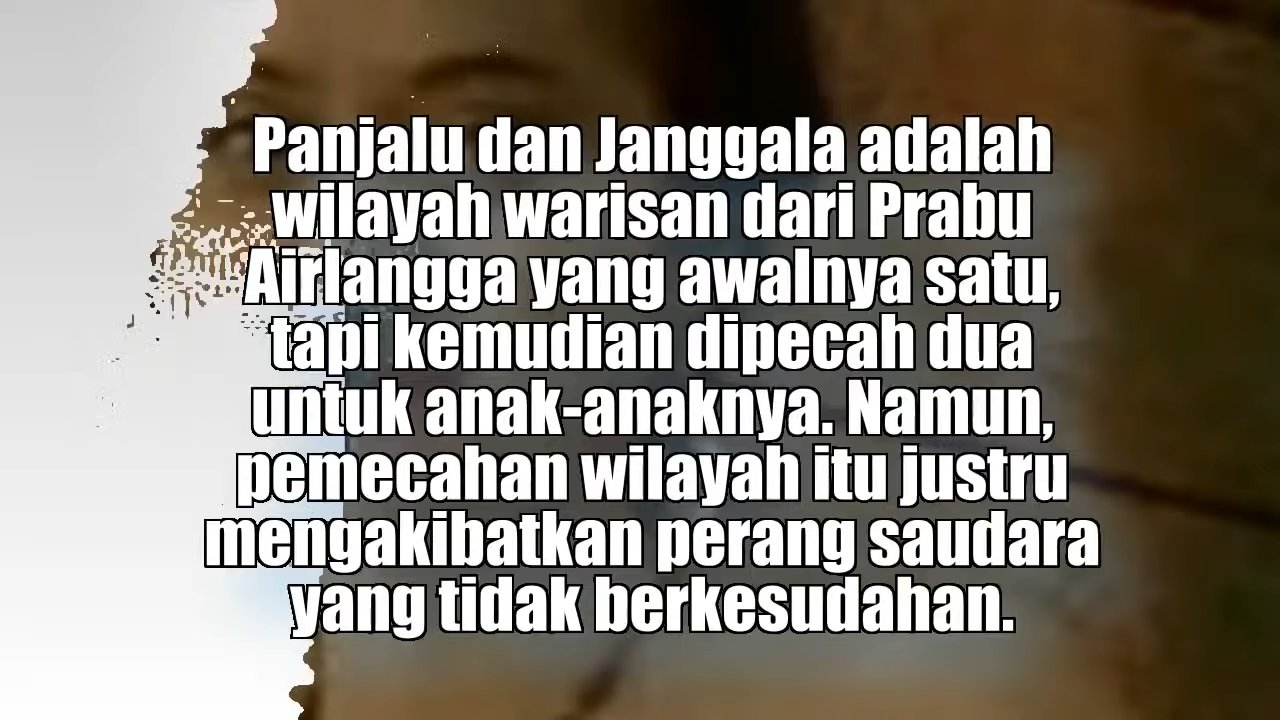 Panjalu dan Janggala adalah
wilayah warisan dari Prabu
Airlangga yang awalnya satu,
tapi kemudian dipecah dua
untuk anak-anaknya. Namun,
pemecahan wilayah itu justru
mengakibatkan perang saudara
yang tidak berkesudahan.